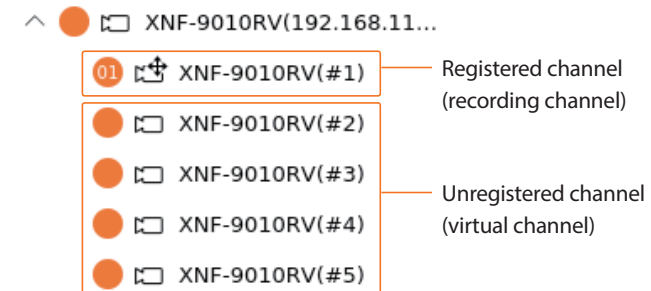 XNF-9010RV(192.168.11...
01 XNF-9010RV(#1)
Registered channel
(recording channel)
XNF-9010RV(#2)
XNF-9010RV(#3)
XNF-9010RV(#4)
XNF-9010RV(#5)
Unregistered channel
(virtual channel)